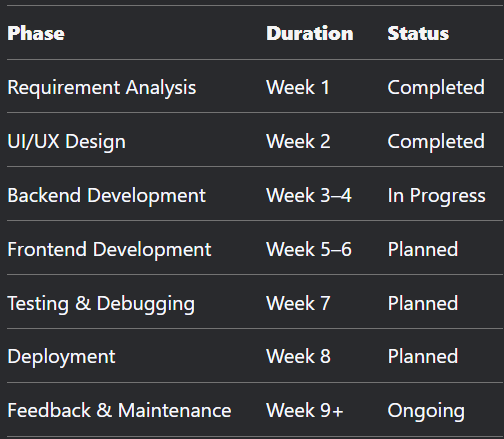 Phase Duration Status
Requirement Analysis Week 1 Completed
UI/UX Design Week 2 Completed
Backend Development Week 3–4 In Progress
Frontend Development Week 5–6 Planned
Testing & Debugging Week 7 Planned
Deployment Week 8 Planned
Feedback & Maintenance Week 9+ Ongoing